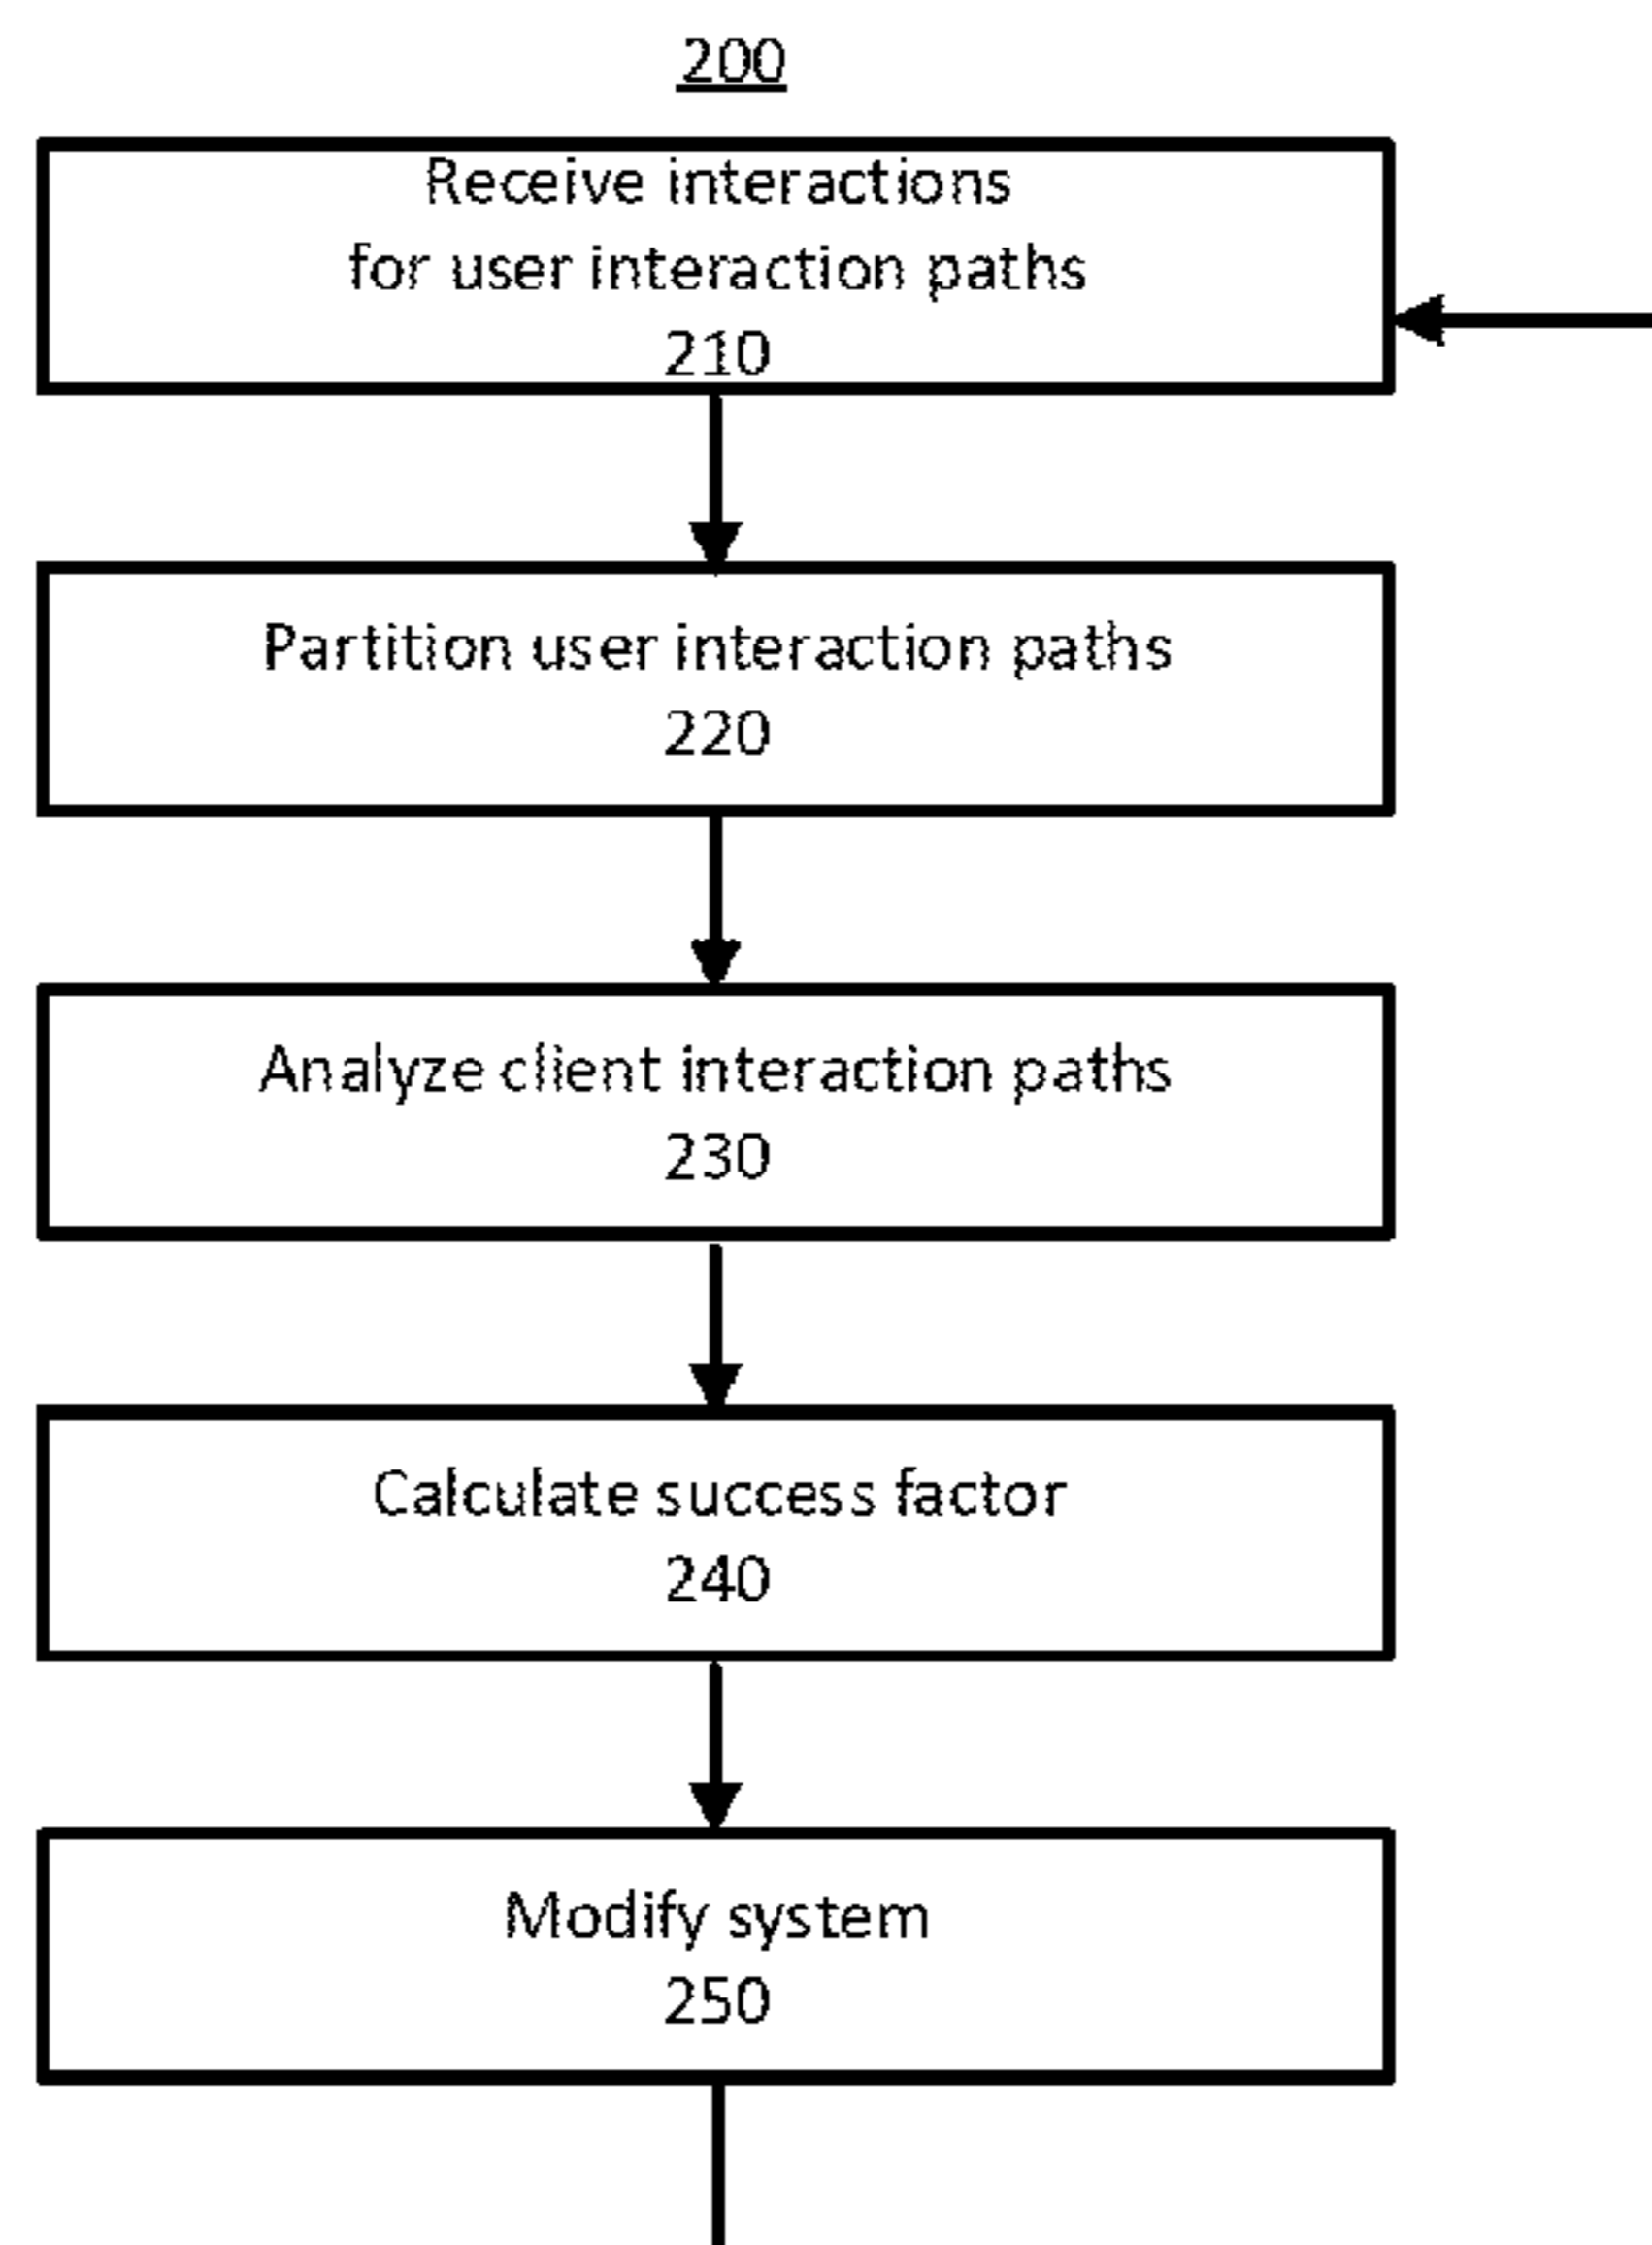 200
Receive interactions
for user interaction paths
210
Partition user interaction paths
220
Analyze client interaction paths
230
Calculate success factor
240
Modify system
250